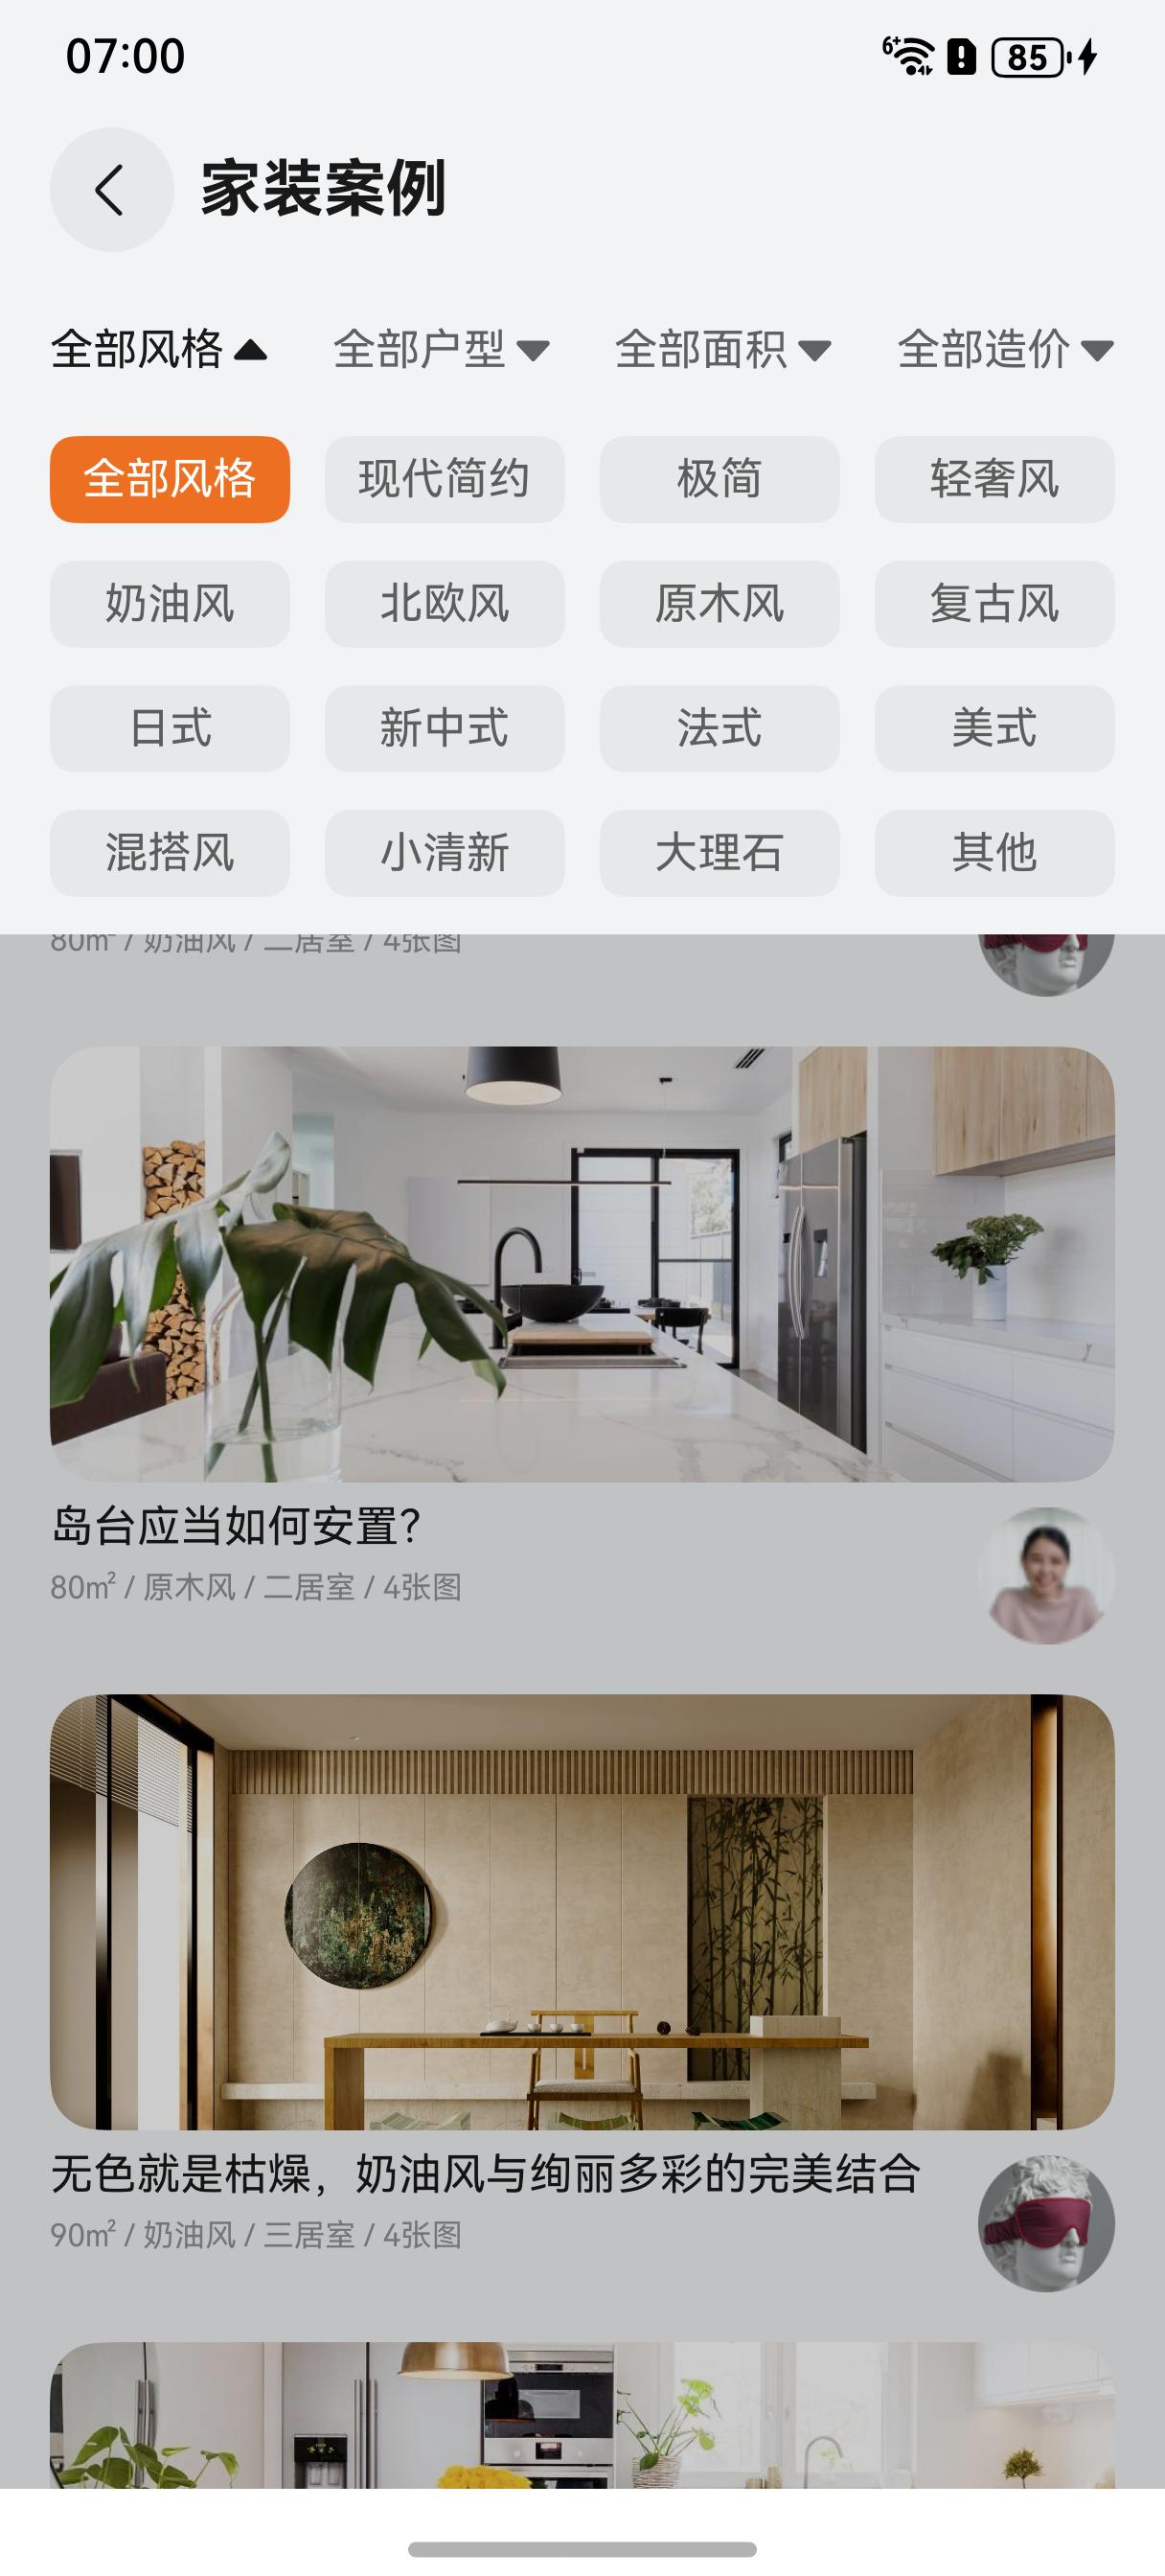 07:00
6+
85
家装案例
全部风格 全部户型 全部面积 全部造价
全部风格 现代简约 极简 轻奢风
奶油风 北欧风 原木风 复古风
日式 新中式 法式 美式
混搭风 小清新 大理石 其他
80㎡ / 奶油风 / 二居室 / 4张图
岛台应当如何安置？
80㎡ / 原木风 / 二居室 / 4张图
无色就是枯燥，奶油风与绚丽多彩的完美结合
90㎡ / 奶油风 / 三居室 / 4张图